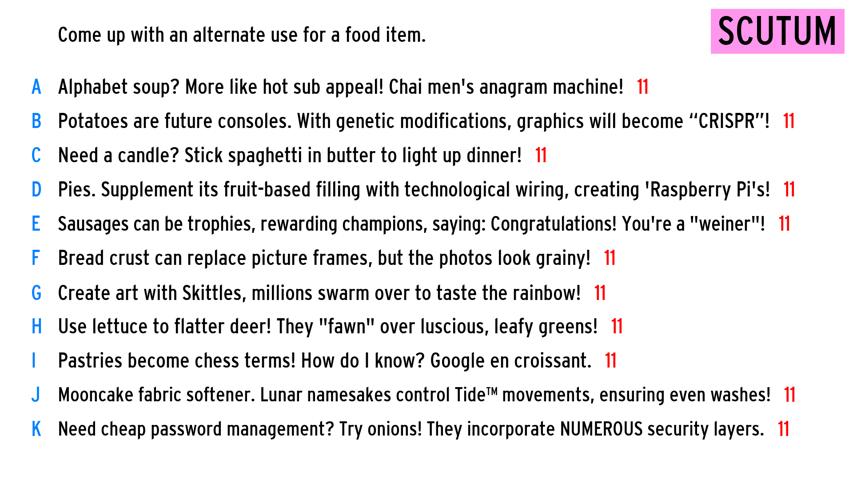 Come up with an alternate use for a food item.
SCUTUM
A Alphabet soup? More like hot sub appeal! Chai men's anagram machine! 11
B Potatoes are future consoles. With genetic modifications, graphics will become “CRISPR”! 11
C Need a candle? Stick spaghetti in butter to light up dinner! 11
D Pies. Supplement its fruit-based filling with technological wiring, creating 'Raspberry Pi's! 11
E Sausages can be trophies, rewarding champions, saying: Congratulations! You're a "weiner"! 11
F Bread crust can replace picture frames, but the photos look grainy! 11
G Create art with Skittles, millions swarm over to taste the rainbow! 11
H Use lettuce to flatter deer! They "fawn" over luscious, leafy greens! 11
I Pastries become chess terms! How do I know? Google en croissant. 11
J Mooncake fabric softener. Lunar namesakes control Tide™ movements, ensuring even washes! 11
K Need cheap password management? Try onions! They incorporate NUMEROUS security layers. 11